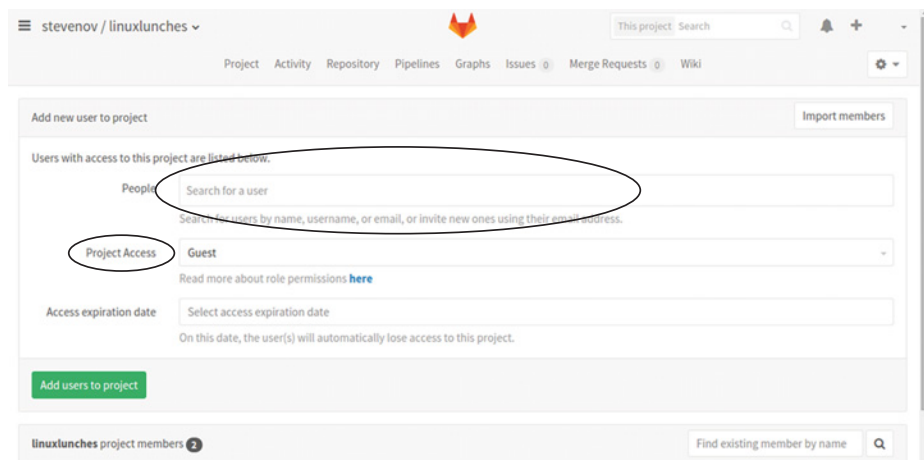 stevenov / linuxlunches
This project Search
Project Activity Repository Pipelines Graphs Issues 0 Merge Requests 0 Wiki
Add new user to project
Import members
Users with access to this project are listed below.
People
Search for a user
Search for users by name, username, or email, or invite new ones using their email address.
Project Access
Guest
Read more about role permissions here
Access expiration date
Select access expiration date
On this date, the user(s) will automatically lose access to this project.
Add users to project
linuxlunches project members 2
Find existing member by name